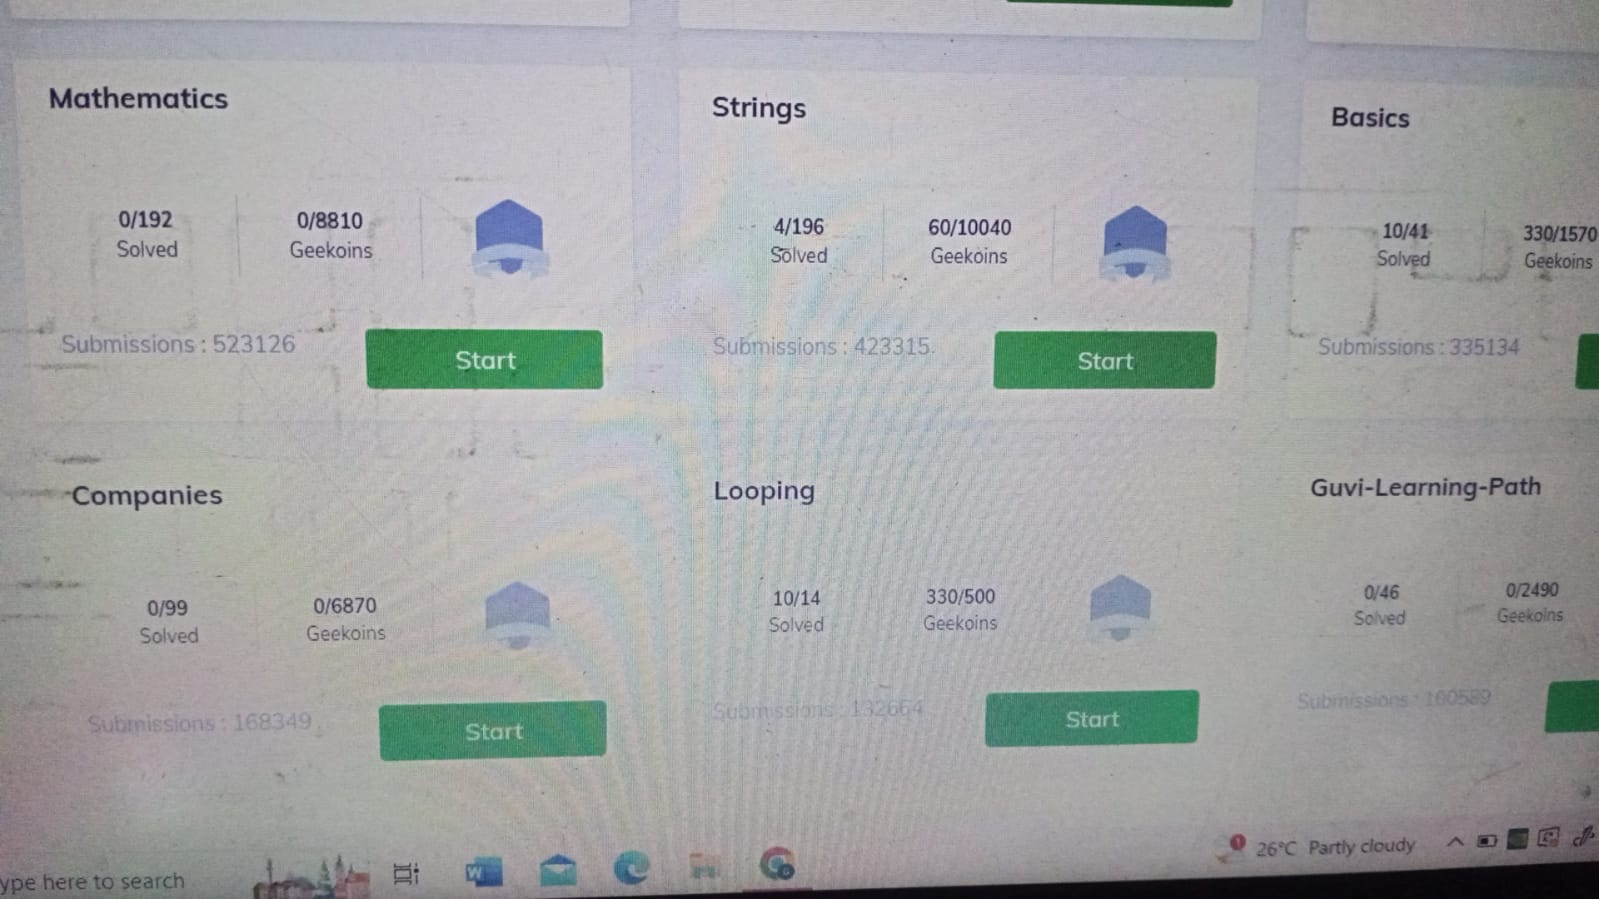 Mathematics
0/192
Solved
0/8810
Geekoins
Submissions : 523126
Start
Strings
4/196
Solved
60/10040
Geekoins
Submissions : 423315
Start
Basics
10/41
Solved
330/1570
Geekoins
Submissions : 335134
Companies
0/99
Solved
0/6870
Geekoins
Submissions : 168349
Start
Looping
10/14
Solved
330/500
Geekoins
Submissions : 132664
Start
Guvi-Learning-Path
0/46
Solved
0/2490
Geekoins
Submissions : 160589
ype here to search
W
1
26°C Partly cloudy